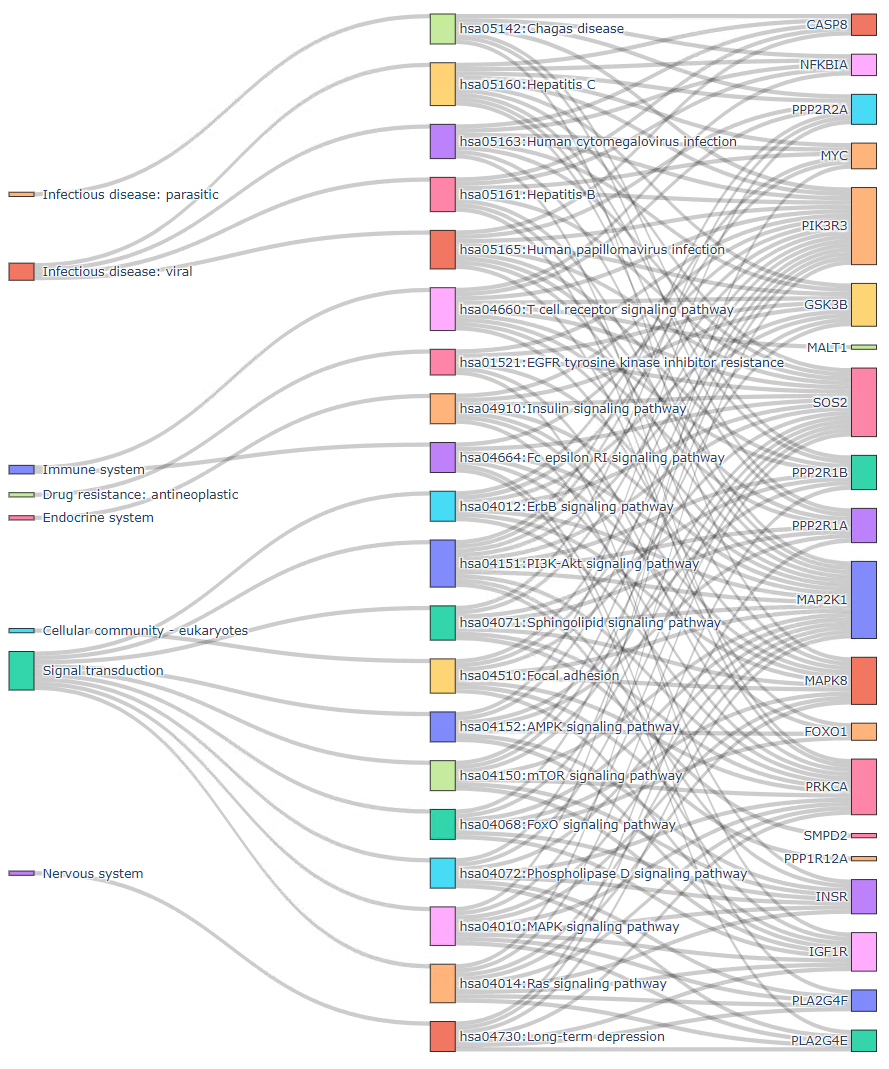 Infectious disease: parasitic
Infectious disease: viral
Immune system
Drug resistance: antineoplastic
Endocrine system
Cellular community - eukaryotes
Signal transduction
Nervous system
hsa05142:Chagas disease
hsa05160:Hepatitis C
hsa05163:Human cytomegalovirus infection
hsa05161:Hepatitis B
hsa05165:Human papillomavirus infection
hsa04660:T cell receptor signaling pathway
hsa01521:EGFR tyrosine kinase inhibitor resistance
hsa04910:Insulin signaling pathway
hsa04664:Fc epsilon RI signaling pathway
hsa04012:ErbB signaling pathway
hsa04151:PI3K-Akt signaling pathway
hsa04071:Sphingolipid signaling pathway
hsa04510:Focal adhesion
hsa04152:AMPK signaling pathway
hsa04150:mTOR signaling pathway
hsa04068:FoxO signaling pathway
hsa04072:Phospholipase D signaling pathway
hsa04010:MAPK signaling pathway
hsa04014:Ras signaling pathway
hsa04730:Long-term depression
CASP8
NFKBIA
PPP2R2A
MYC
PIK3R3
GSK3B
MALT1
SOS2
PPP2R1B
PPP2R1A
MAP2K1
MAPK8
FOXO1
PRKCA
SMPD2
PPP1R12A
INSR
IGF1R
PLA2G4F
PLA2G4E